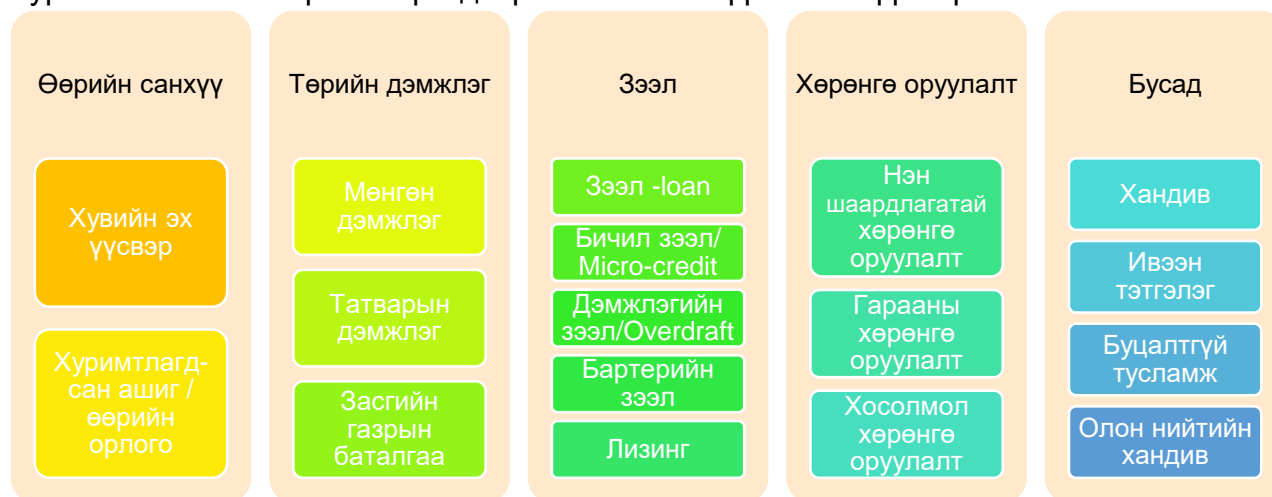 Өөрийн санхүү
Хувийн эх
үүсвэр
Хуримтлагд-
сан ашиг /
өөрийн
орлого
Төрийн дэмжлэг
Мөнгөн
дэмжлэг
Татварын
дэмжлэг
Засгийн
газрын
баталгаа
Зээл
Зээл -loan
Бичил зээл/
Micro-credit
Дэмжлэгийн
зээл/Overdraft
Бартерийн
зээл
Лизинг
Хөрөнгө оруулалт
Нэн
шаардлагатай
хөрөнгө
оруулалт
Гарааны
хөрөнгө
оруулалт
Хосолмол
хөрөнгө
оруулалт
Бусад
Хандив
Ивээн
тэтгэлэг
Буцалтгүй
тусламж
Олон нийтийн
хандив